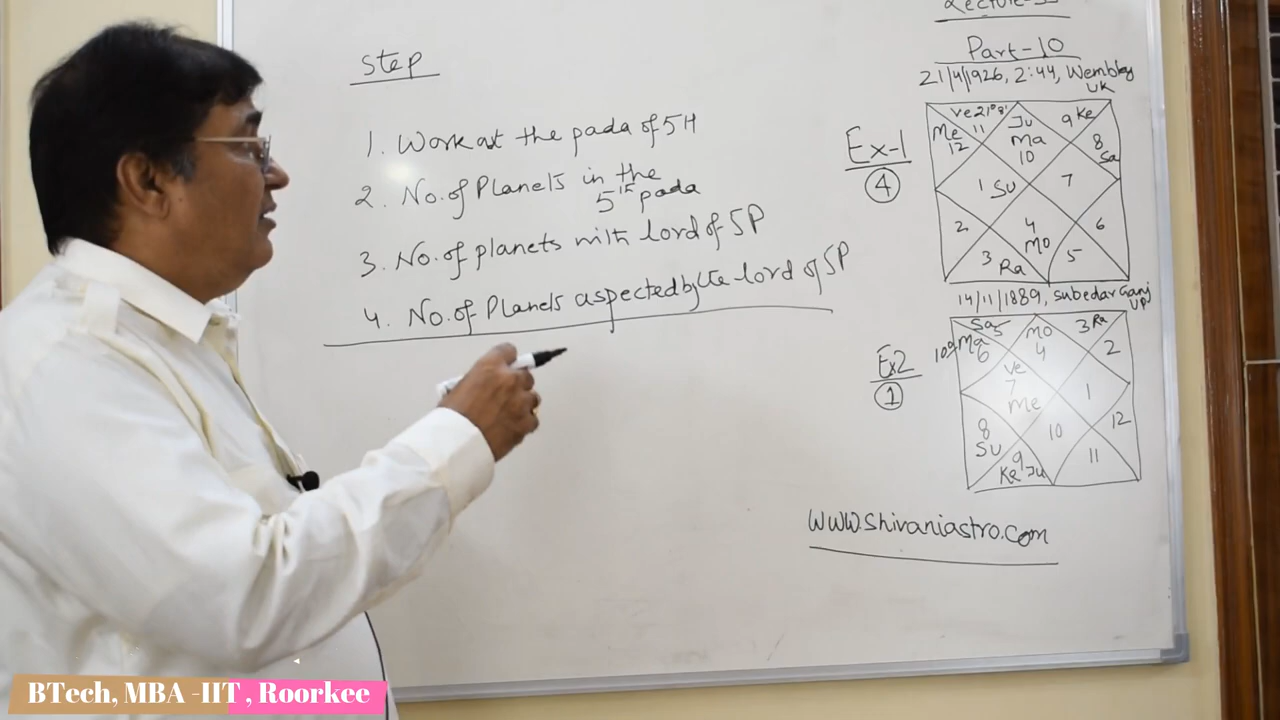 Part-10
21/4/1926, 2:44, Wembley
UK
Step
1. Work out the pada of 5H
2. No. of Planets in the
5th pada
3. No. of planets with lord of 5P
4. No. of Planets aspected by the lord of 5P
Ex-1
4
Ve 21°8'
11
Me
12
Ju
Ma
10
9 Ke
8
Sa
1 Su
7
2
3
Ra
4
Mo
5
6
14/11/1889, Subedar Ganj
UP
Ex2
1
Sa 5
Mo
4
3 Ra
Ma
6
2
Ve
7
Me
1
8
Su
10
12
9
Ke Ju
11
www.shivaniastro.com
BTech, MBA -IIT , Roorkee